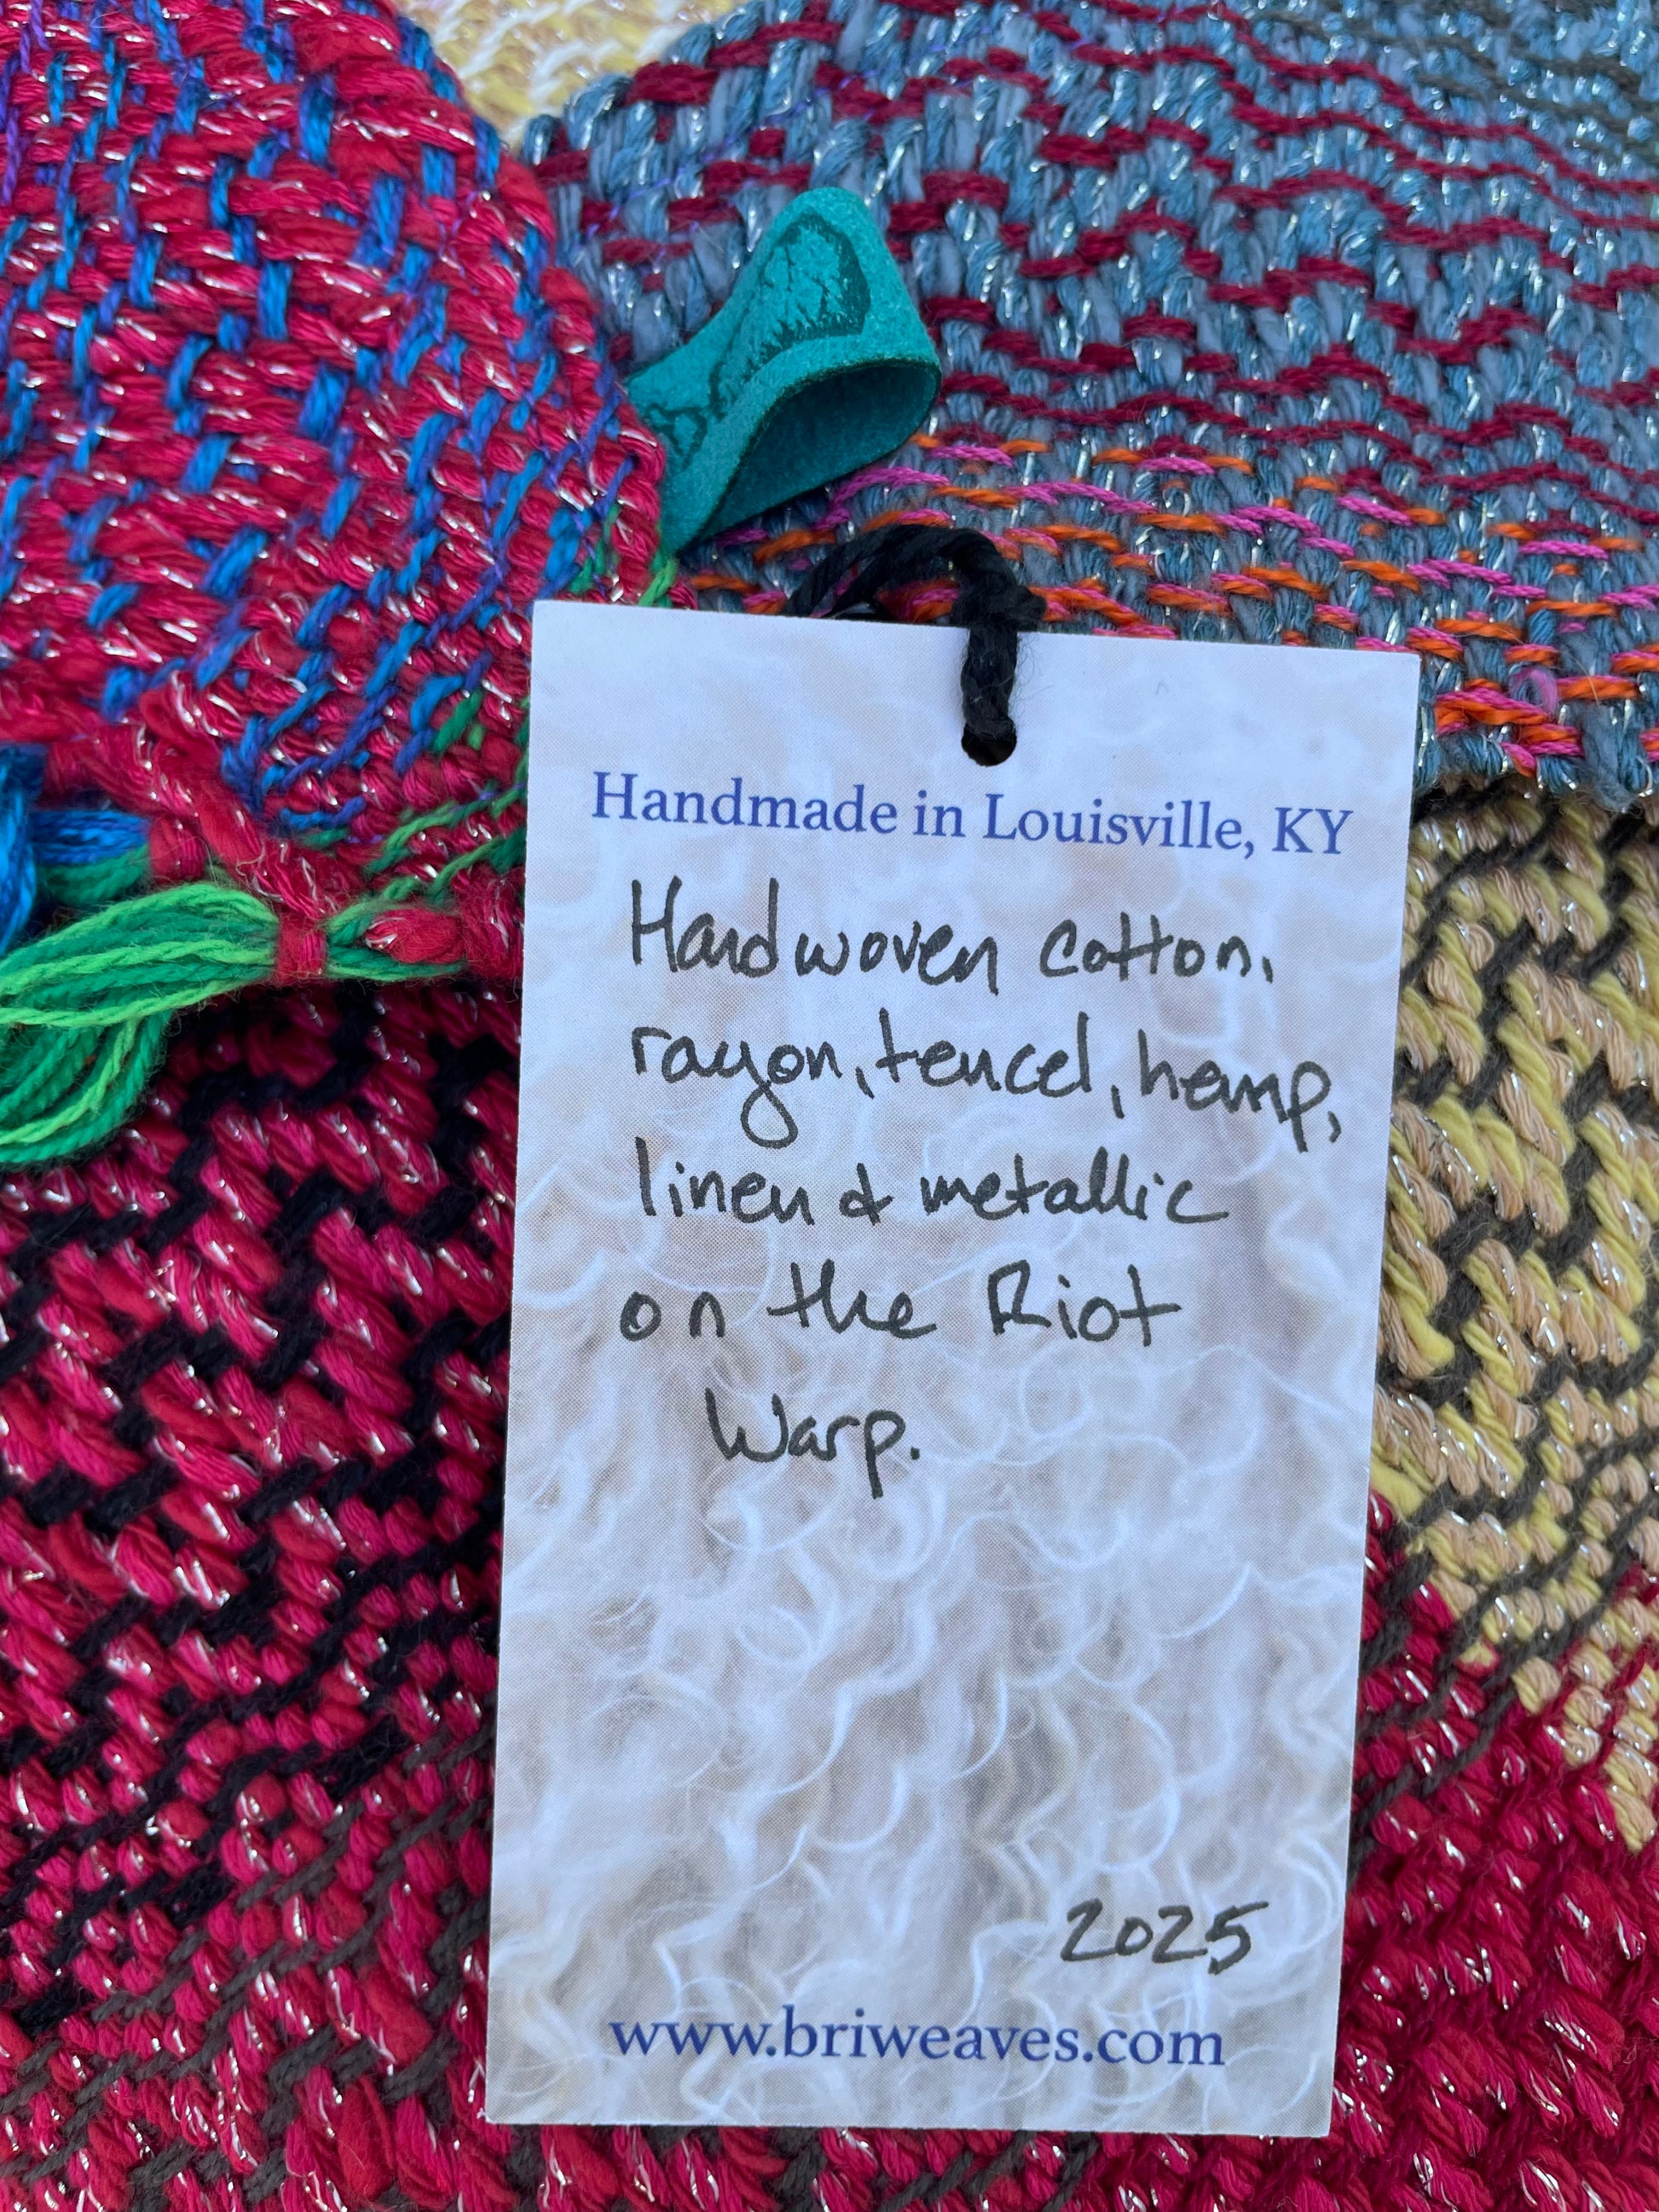 Handmade in Louisville, KY
Handwoven cotton,
rayon, tencel, hemp,
linen & metallic
on the Riot
Warp.
2025
www.briweaves.com